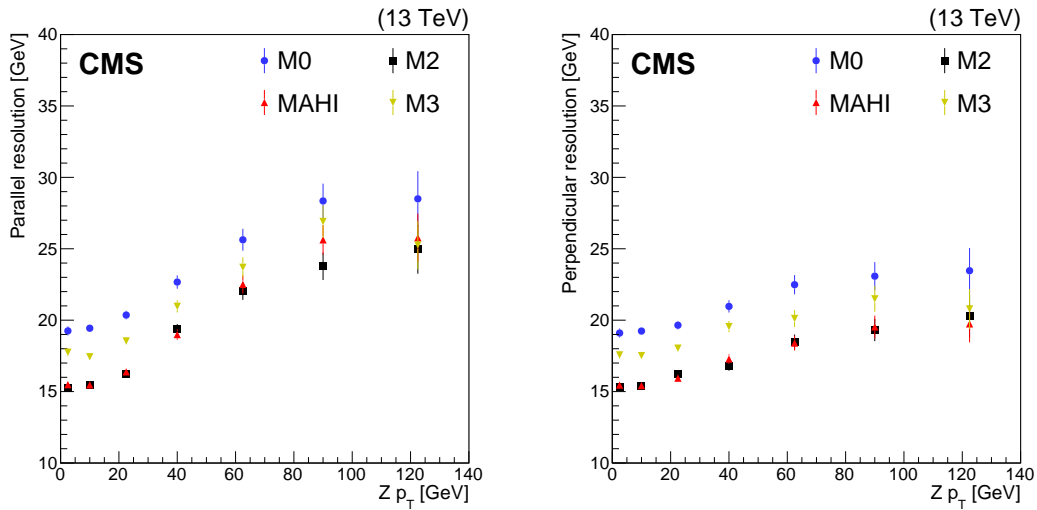 (13 TeV)
CMS
M0
M2
MAHI
M3
Parallel resolution [GeV]
40
35
30
25
20
15
10
0 20 40 60 80 100 120 140
Z p_T [GeV]
(13 TeV)
CMS
M0
M2
MAHI
M3
Perpendicular resolution [GeV]
40
35
30
25
20
15
10
0 20 40 60 80 100 120 140
Z p_T [GeV]